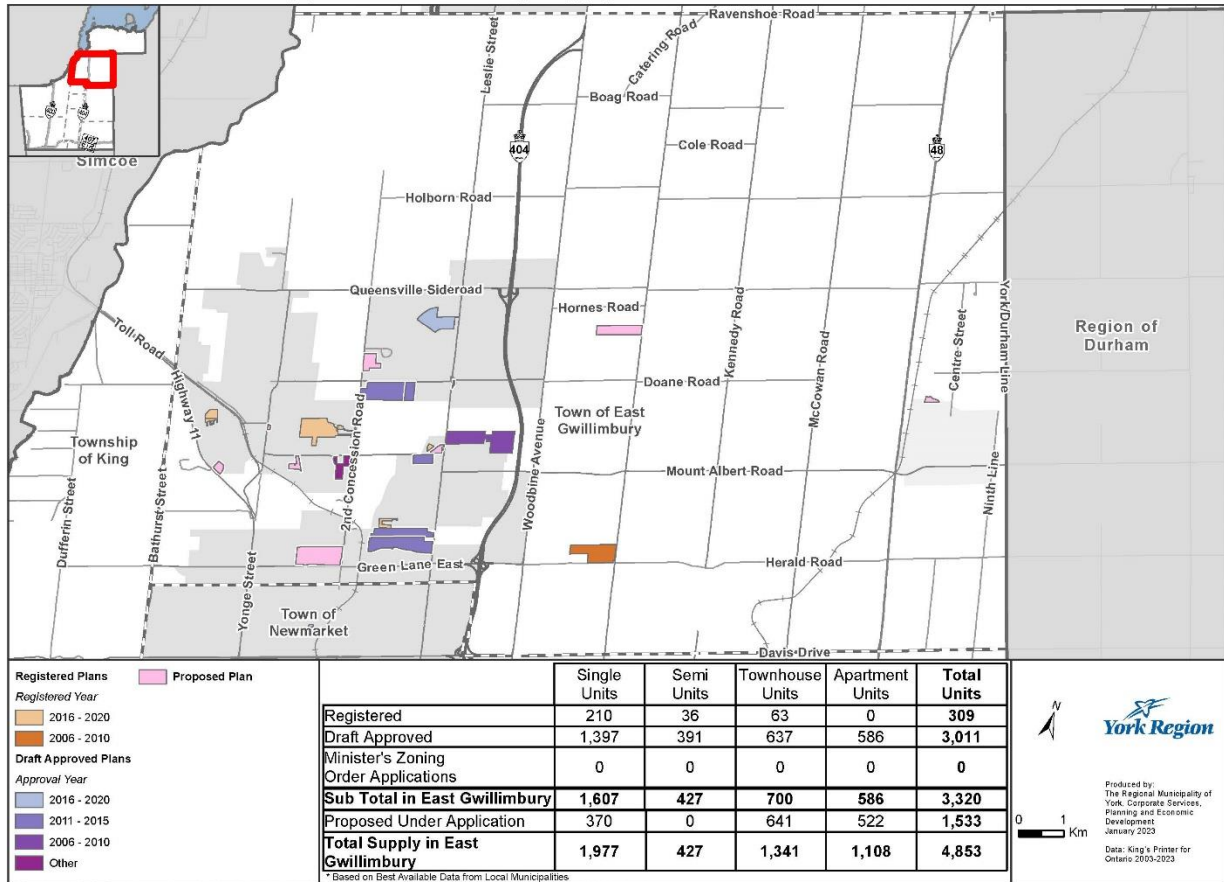 Ravenshoe Road
Catering Road
Leslie Street
Boag Road
404
48
Cole Road
Simcoe
Holborn Road
Queensville Sideroad
Hornes Road
Toll Road
Highway 11
Kennedy Road
McCowan Road
York/Durham Line
Centre Street
Region of
Durham
Doane Road
Town of East
Gwillimbury
Township
of King
2nd Concession Road
Woodbine Avenue
Mount Albert Road
Dufferin Street
Bathurst Street
Ninth Line
Yonge Street
Green Lane East
Herald Road
Town of
Newmarket
Davis Drive
Registered Plans
Proposed Plan
Registered Year
2016 - 2020
2006 - 2010
Draft Approved Plans
Approval Year
2016 - 2020
2011 - 2015
2006 - 2010
Other
Single Units Semi Units Townhouse Units Apartment Units Total Units
Registered 210 36 63 0 309
Draft Approved 1,397 391 637 586 3,011
Minister's Zoning
Order Applications 0 0 0 0 0
Sub Total in East Gwillimbury 1,607 427 700 586 3,320
Proposed Under Application 370 0 641 522 1,533
Total Supply in East
Gwillimbury 1,977 427 1,341 1,108 4,853
* Based on Best Available Data from Local Municipalities
N
York Region
0 1
Km
Produced by:
The Regional Municipality of
York, Corporate Services,
Planning and Economic
Development
January 2023
Data: King's Printer for
Ontario 2003-2023